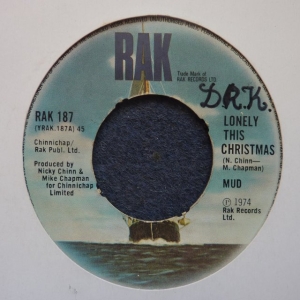 RAK
Trade Mark of
RAK RECORDS LTD
D.R.K.
RAK 187
(YRAK.187A) 45
Chinnichap/
Rak Publ. Ltd.
Produced by
Nicky Chinn &
Mike Chapman
for Chinnichap
Limited
LONELY
THIS
CHRISTMAS
(N. Chinn—
M. Chapman)
MUD
℗ 1974
Rak Records
Ltd.